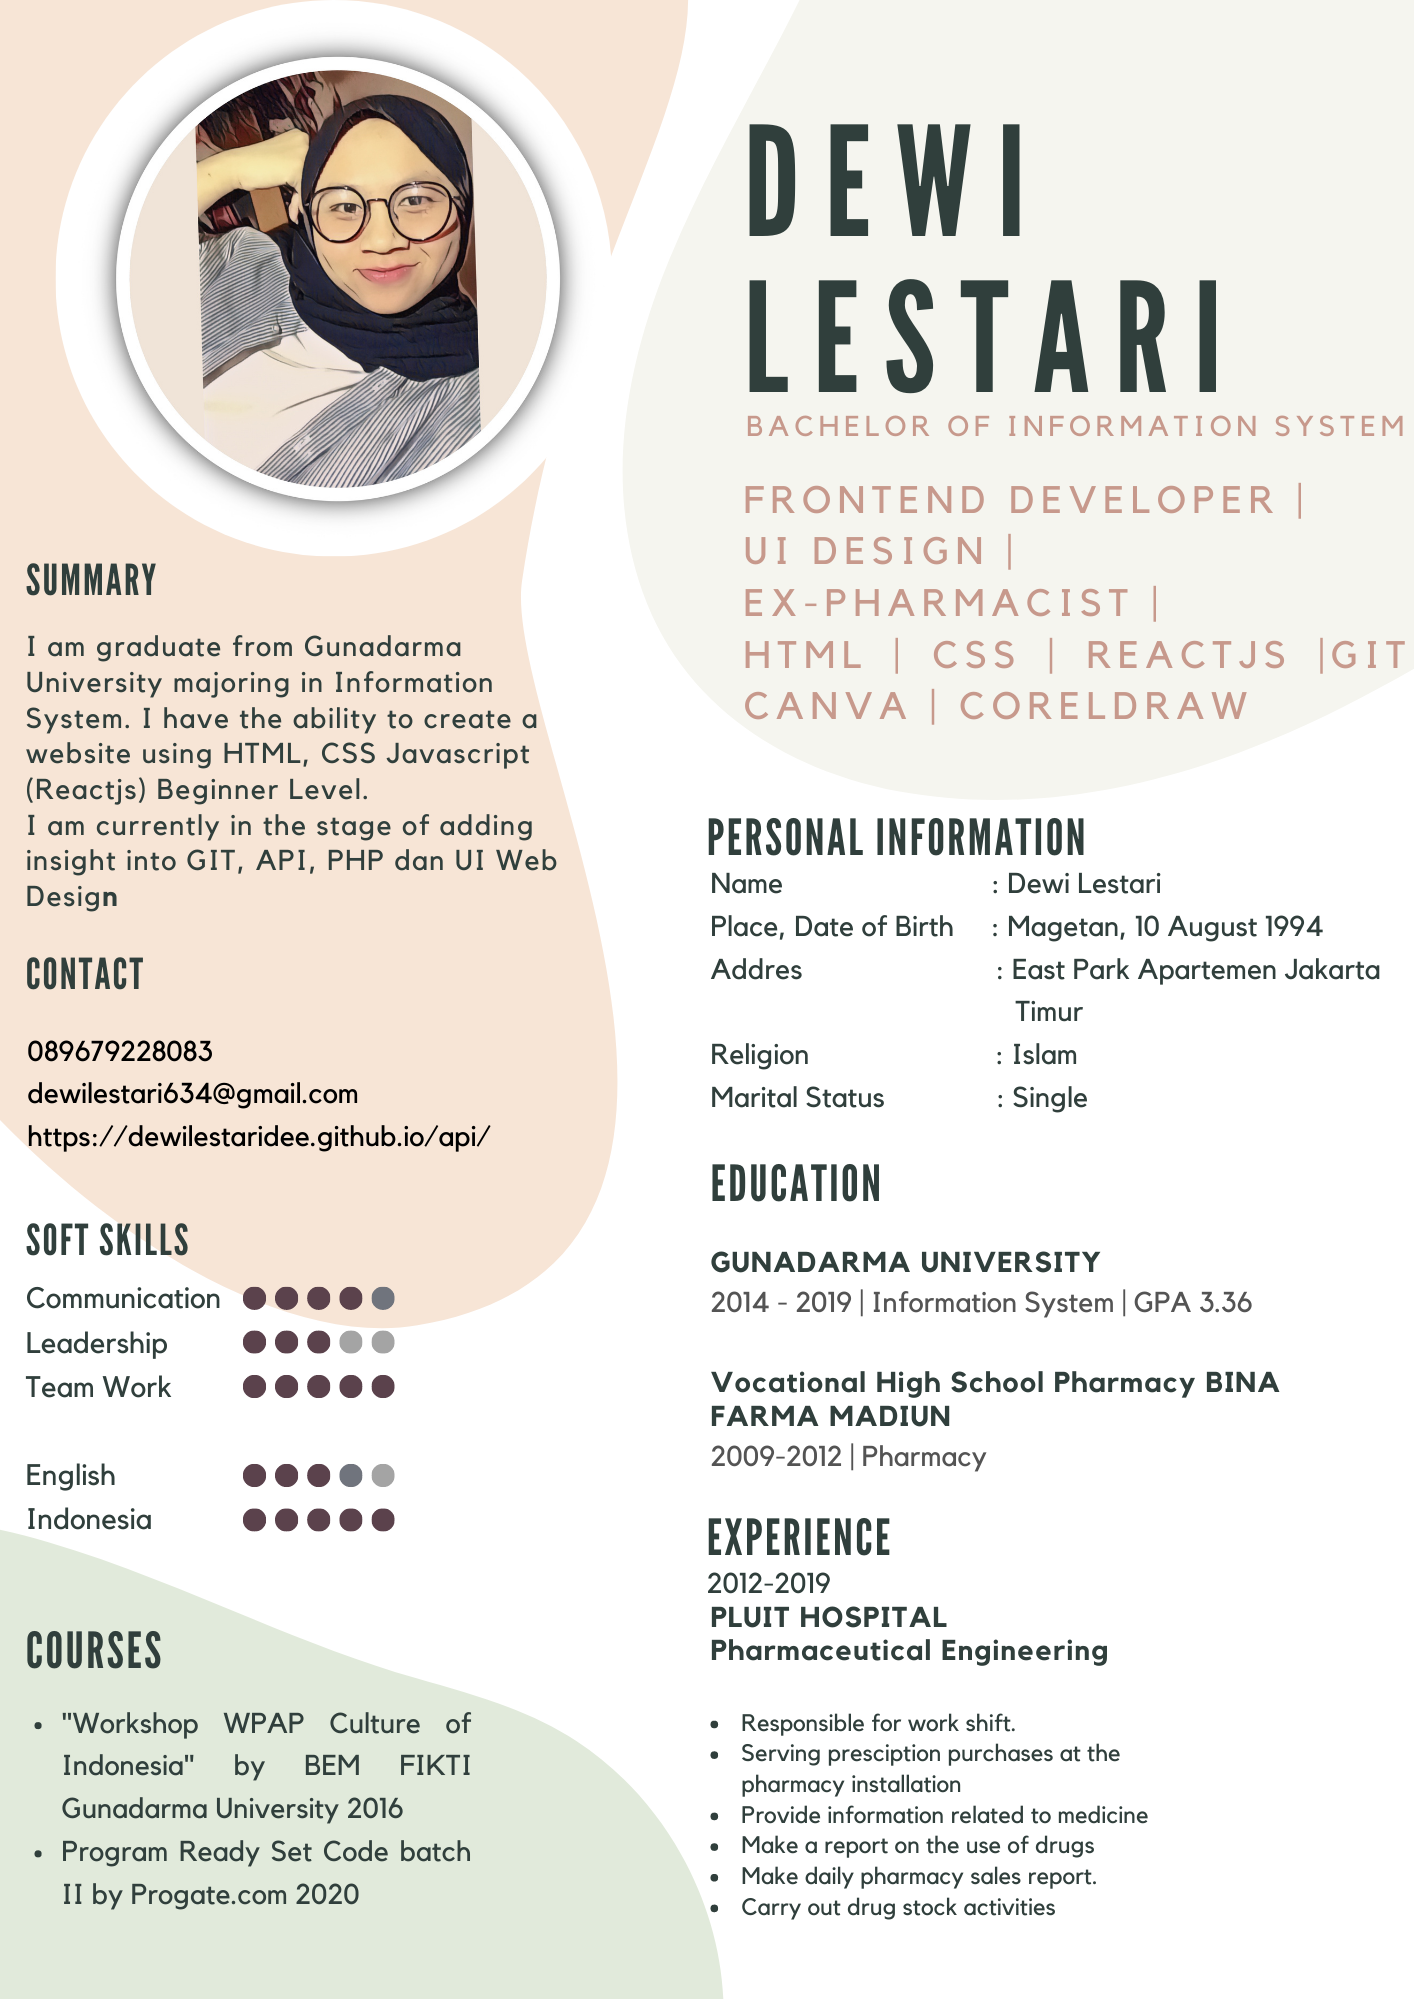 DEWI
LESTARI
BACHELOR OF INFORMATION SYSTEM
FRONTEND DEVELOPER |
UI DESIGN |
EX-PHARMACIST |
HTML | CSS | REACTJS |GIT
CANVA | CORELDRAW
SUMMARY
I am graduate from Gunadarma
University majoring in Information
System. I have the ability to create a
website using HTML, CSS Javascript
(Reactjs) Beginner Level.
I am currently in the stage of adding
insight into GIT, API, PHP dan UI Web
Design
CONTACT
089679228083
dewilestari634@gmail.com
https://dewilestaridee.github.io/api/
SOFT SKILLS
Communication
Leadership
Team Work
English
Indonesia
COURSES
• "Workshop WPAP Culture of
Indonesia" by BEM FIKTI
Gunadarma University 2016
• Program Ready Set Code batch
II by Progate.com 2020
PERSONAL INFORMATION
Name : Dewi Lestari
Place, Date of Birth : Magetan, 10 August 1994
Addres : East Park Apartemen Jakarta
Timur
Religion : Islam
Marital Status : Single
EDUCATION
GUNADARMA UNIVERSITY
2014 - 2019 | Information System | GPA 3.36
Vocational High School Pharmacy BINA
FARMA MADIUN
2009-2012 | Pharmacy
EXPERIENCE
2012-2019
PLUIT HOSPITAL
Pharmaceutical Engineering
• Responsible for work shift.
• Serving presciption purchases at the
pharmacy installation
• Provide information related to medicine
• Make a report on the use of drugs
• Make daily pharmacy sales report.
• Carry out drug stock activities